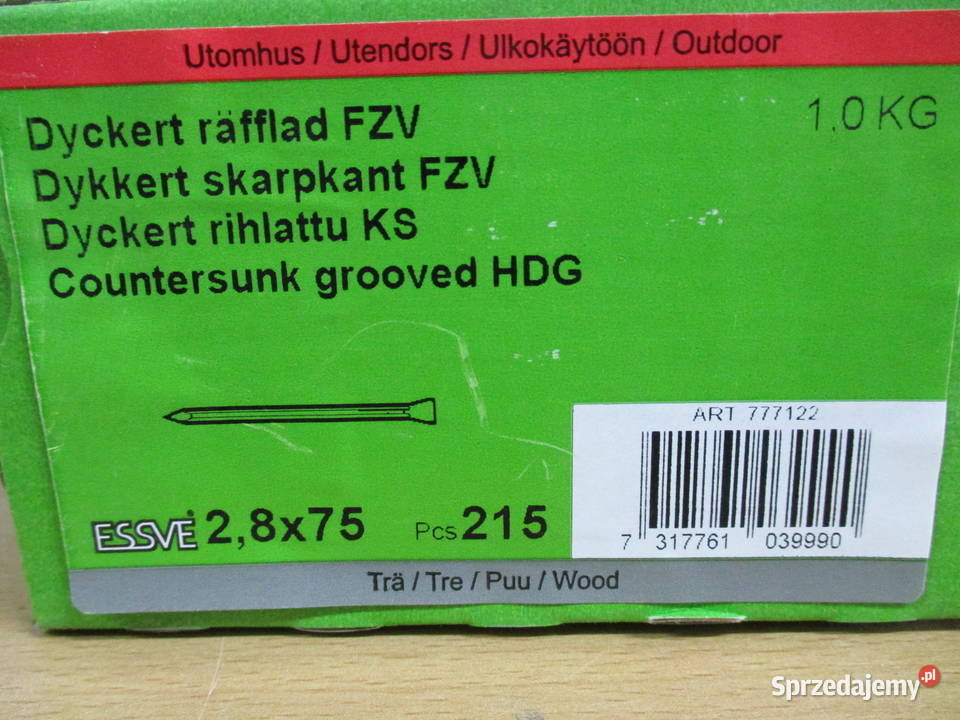 Utomhus / Utendors / Ulkokäytöön / Outdoor
Dyckert räfflad FZV
1,0 KG
Dykkert skarpkant FZV
Dyckert rihlattu KS
Countersunk grooved HDG
ART 777122
ESSVE® 2,8x75 Pcs 215
7 317761 039990
Trä / Tre / Puu / Wood
Sprzedajemy.pl